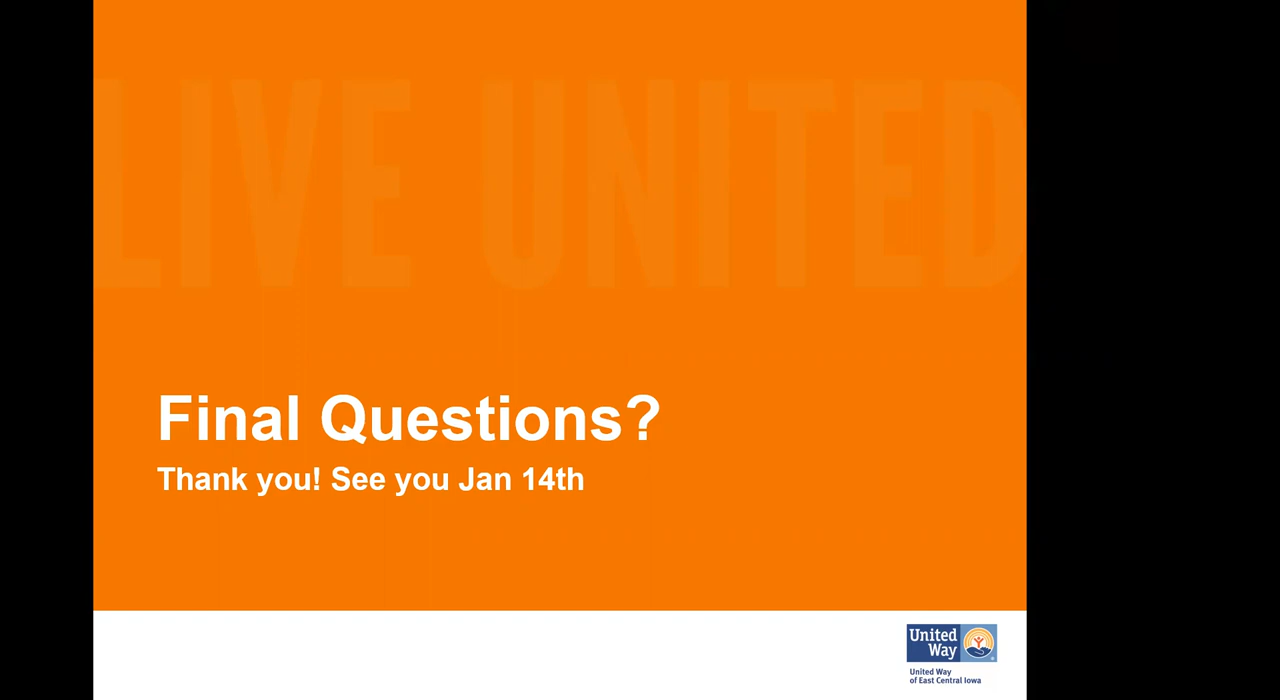 LIVE UNITED
Final Questions?
Thank you! See you Jan 14th
United
Way
United Way
of East Central Iowa